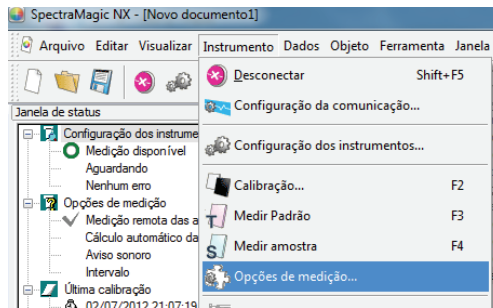 SpectraMagic NX - [Novo documento1]
Arquivo Editar Visualizar Instrumento Dados Objeto Ferramenta Janela
Desconectar Shift+F5
Configuração da comunicação...
Configuração dos instrumentos...
Calibração... F2
Medir Padrão F3
Medir amostra F4
Opções de medição...
Janela de status
Configuração dos instrume
Medição disponível
Aguardando
Nenhum erro
Opções de medição
Medição remota das a
Cálculo automático da
Aviso sonoro
Intervalo
Última calibração
02/07/2012 21:07:19